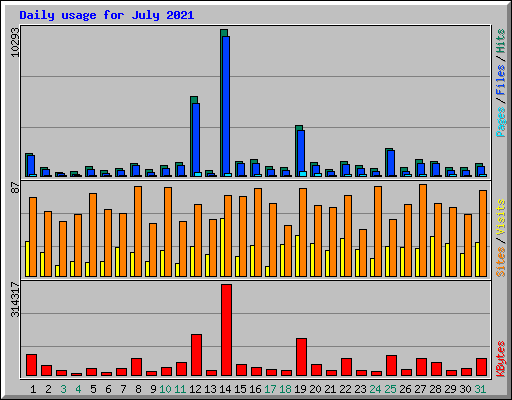 Daily usage for July 2021
10293
Pages / Files / Hits
87
Sites / Visits
314317
KBytes
1 2 3 4 5 6 7 8 9 10 11 12 13 14 15 16 17 18 19 20 21 22 23 24 25 26 27 28 29 30 31